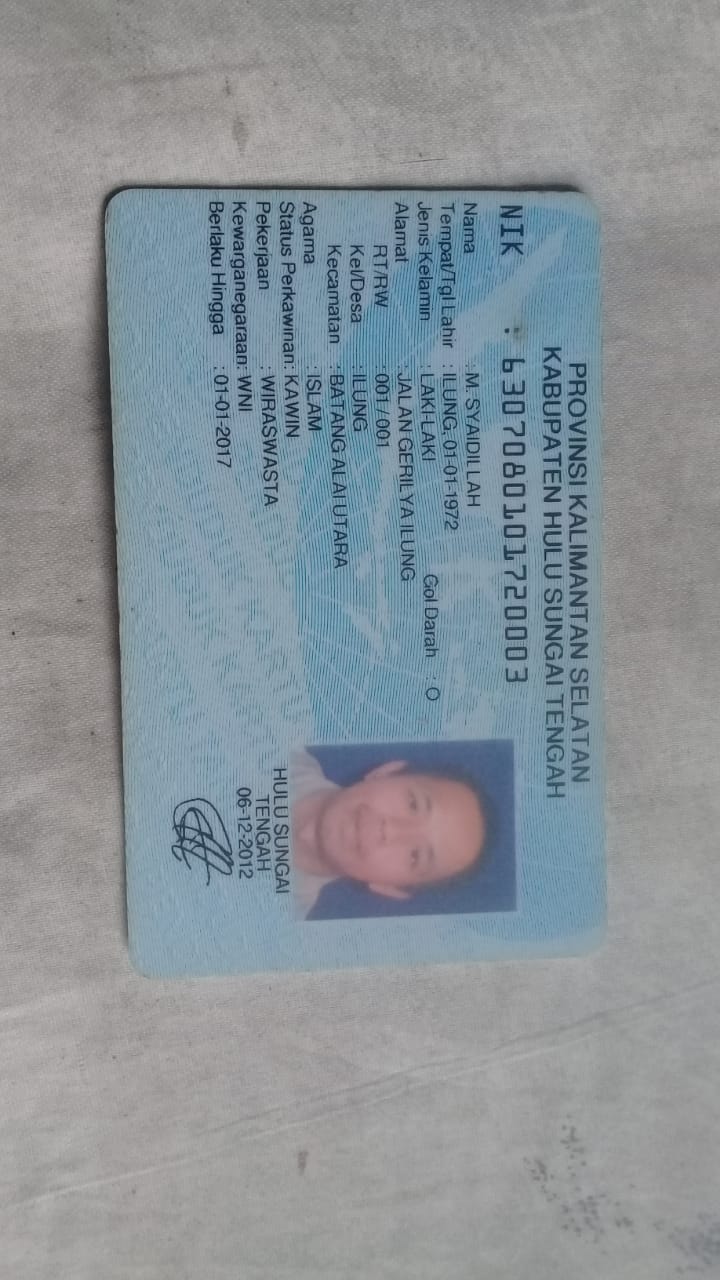 PROVINSI KALIMANTAN SELATAN
KABUPATEN HULU SUNGAI TENGAH
NIK : 6307080101720003
Nama : M. SYAIDILLAH
Tempat/Tgl Lahir : ILUNG, 01-01-1972
Jenis Kelamin : LAKI-LAKI Gol Darah : O
Alamat : JALAN GERILYA ILUNG
RT/RW : 001 / 001
Kel/Desa : ILUNG
Kecamatan : BATANG ALAI UTARA
Agama : ISLAM
Status Perkawinan: KAWIN
Pekerjaan : WIRASWASTA
Kewarganegaraan: WNI
Berlaku Hingga : 01-01-2017
HULU SUNGAI
TENGAH
06-12-2012